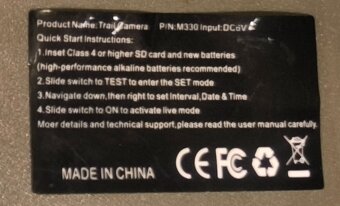 Product Name: Trail Camera P/N: M330 Input: DC6V
Quick Start Instructions:
1.Inset Class 4 or higher SD card and new batteries
(high-performance alkaline batteries recommended)
2.Slide switch to TEST to enter the SET mode
3.Navigate down,then right to set Interval,Date & Time
4.Slide switch to ON to activate live mode
Moer details and technical support,please read the user manual carefully.
MADE IN CHINA CE FC